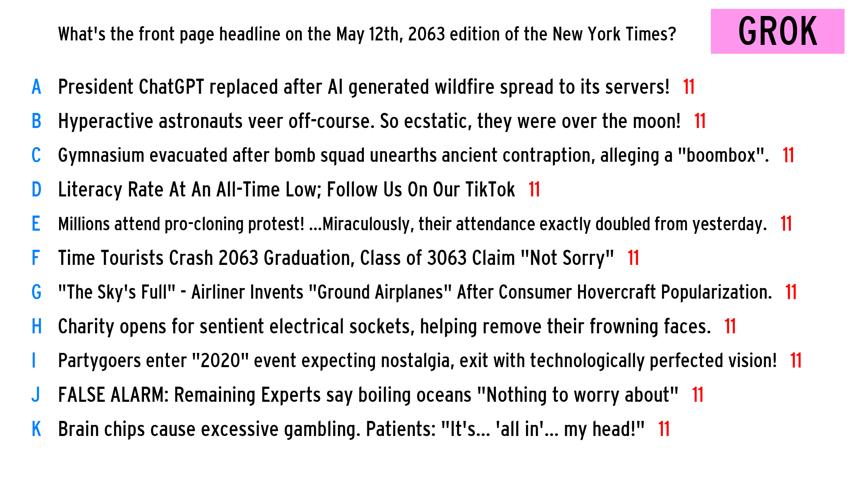 What's the front page headline on the May 12th, 2063 edition of the New York Times?
GROK
A President ChatGPT replaced after AI generated wildfire spread to its servers! 11
B Hyperactive astronauts veer off-course. So ecstatic, they were over the moon! 11
C Gymnasium evacuated after bomb squad unearths ancient contraption, alleging a "boombox". 11
D Literacy Rate At An All-Time Low; Follow Us On Our TikTok 11
E Millions attend pro-cloning protest! ...Miraculously, their attendance exactly doubled from yesterday. 11
F Time Tourists Crash 2063 Graduation, Class of 3063 Claim "Not Sorry" 11
G "The Sky's Full" - Airliner Invents "Ground Airplanes" After Consumer Hovercraft Popularization. 11
H Charity opens for sentient electrical sockets, helping remove their frowning faces. 11
I Partygoers enter "2020" event expecting nostalgia, exit with technologically perfected vision! 11
J FALSE ALARM: Remaining Experts say boiling oceans "Nothing to worry about" 11
K Brain chips cause excessive gambling. Patients: "It's... 'all in'... my head!" 11